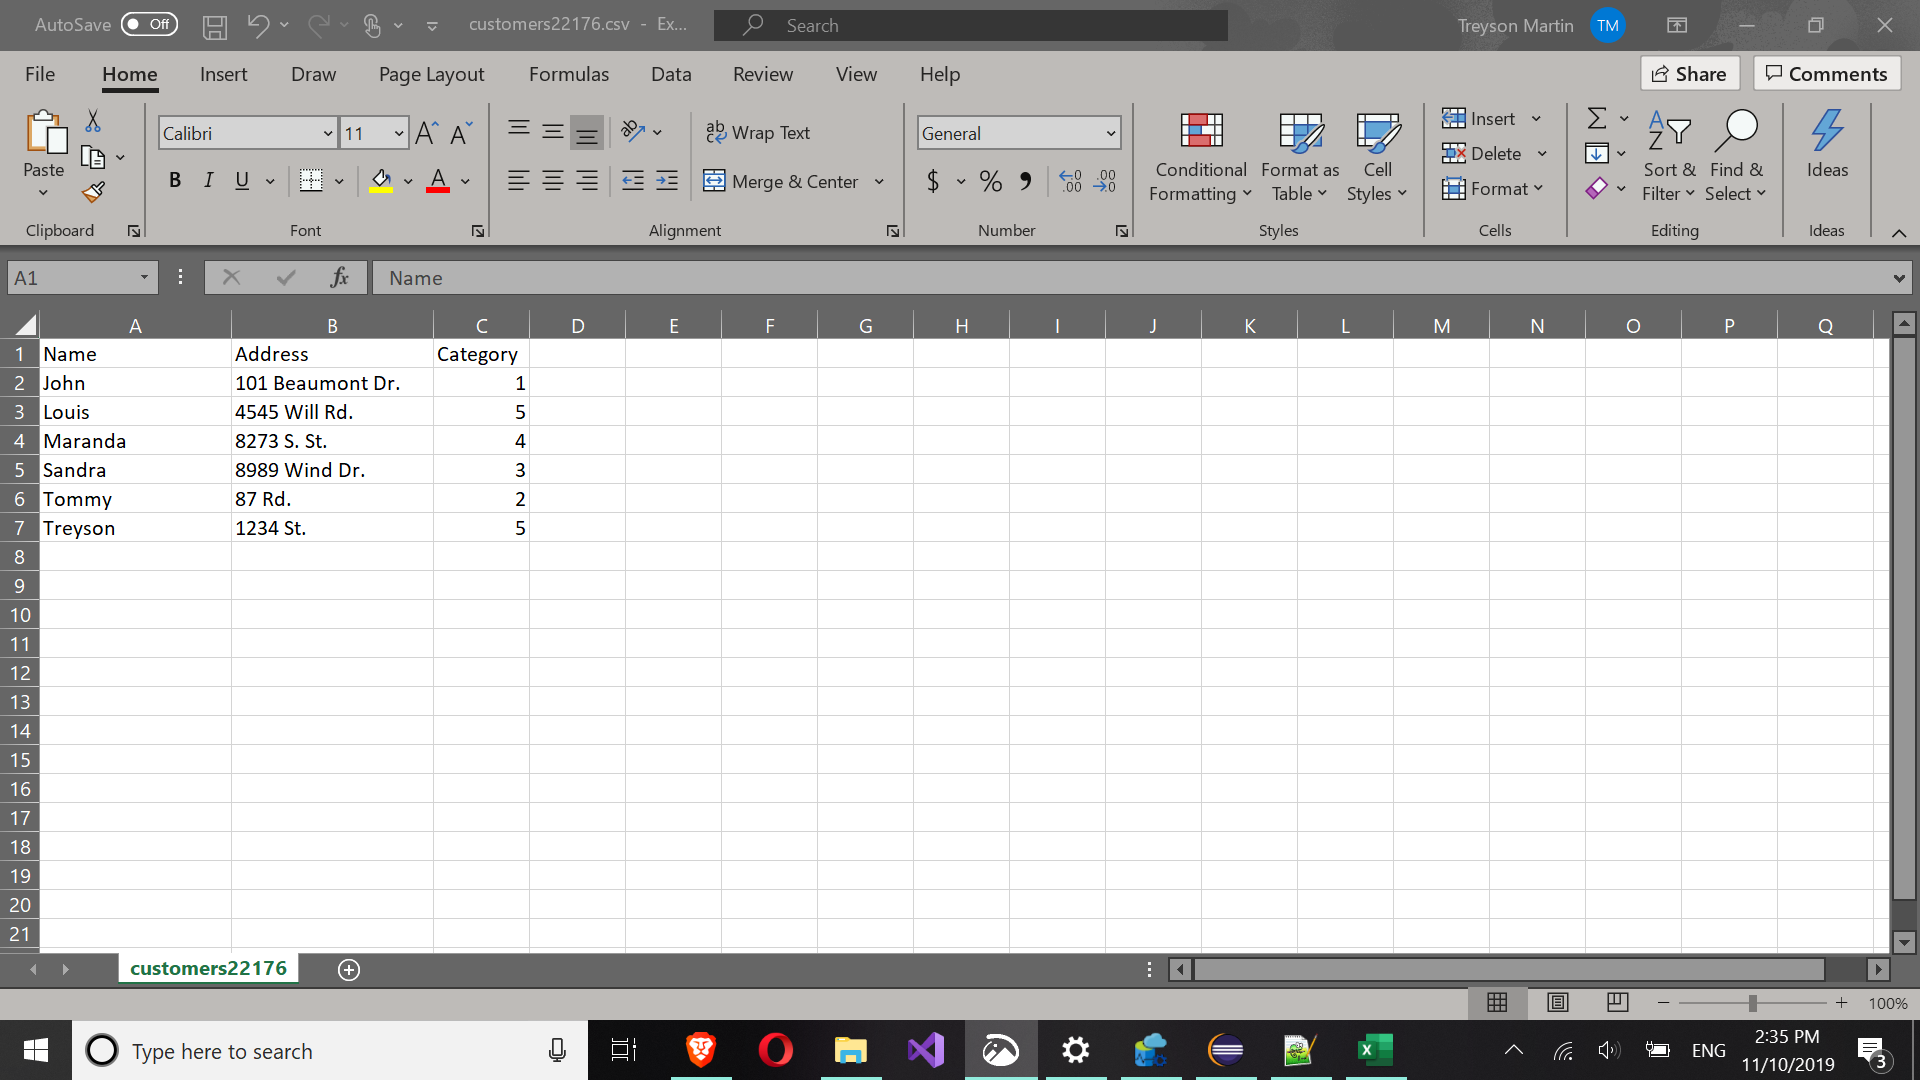 AutoSave Off customers22176.csv - Ex... Search Treyson Martin TM
File Home Insert Draw Page Layout Formulas Data Review View Help Share Comments
Calibri 11 ab Wrap Text General Insert
Paste B I U A Merge & Center $ % , Conditional Formatting Format as Table Cell Styles Delete Format Sort & Filter Find & Select Ideas
Clipboard Font Alignment Number Styles Cells Editing Ideas
A1 fx Name
A B C D E F G H I J K L M N O P Q
1 Name Address Category
2 John 101 Beaumont Dr. 1
3 Louis 4545 Will Rd. 5
4 Maranda 8273 S. St. 4
5 Sandra 8989 Wind Dr. 3
6 Tommy 87 Rd. 2
7 Treyson 1234 St. 5
8
9
10
11
12
13
14
15
16
17
18
19
20
21
customers22176
100%
Type here to search ENG 2:35 PM
11/10/2019 3